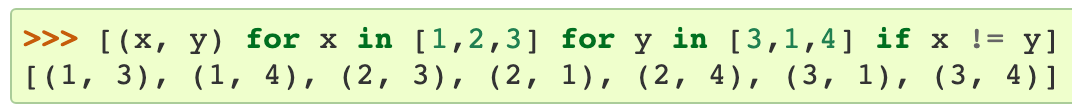 >>> [(x, y) for x in [1,2,3] for y in [3,1,4] if x != y]
[(1, 3), (1, 4), (2, 3), (2, 1), (2, 4), (3, 1), (3, 4)]